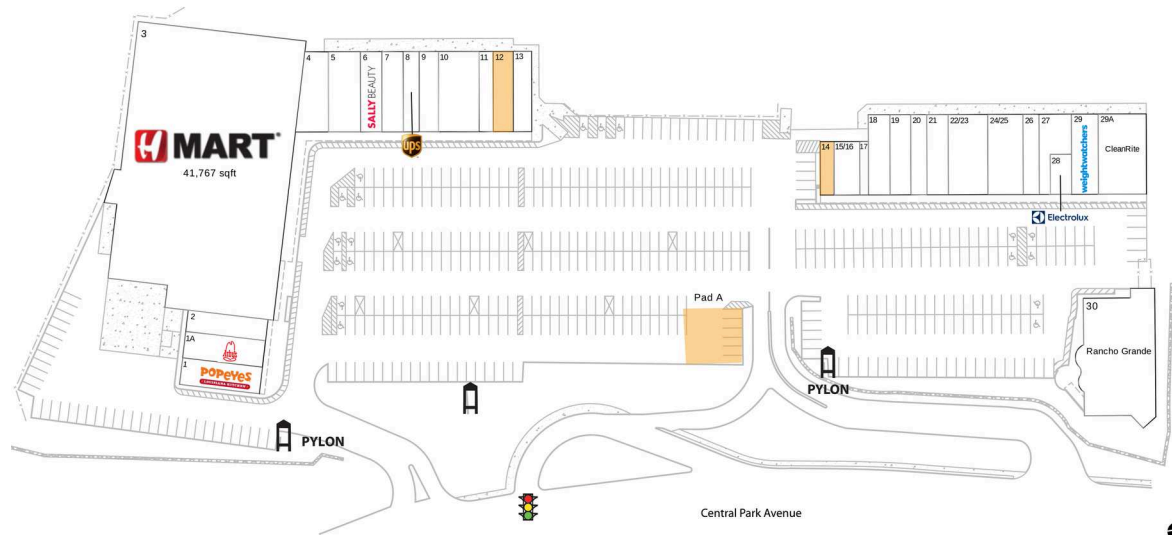 3
H MART
41,767 sqft
4
5
6
SALLY BEAUTY
7
8
ups
9
10
11
12
13
14
15/16
17
18
19
20
21
22/23
24/25
26
27
28
Electrolux
29
weightwatchers
29A
CleanRite
2
1A
1
POPEYES
LOUISIANA KITCHEN
Pad A
30
Rancho Grande
PYLON
PYLON
Central Park Avenue